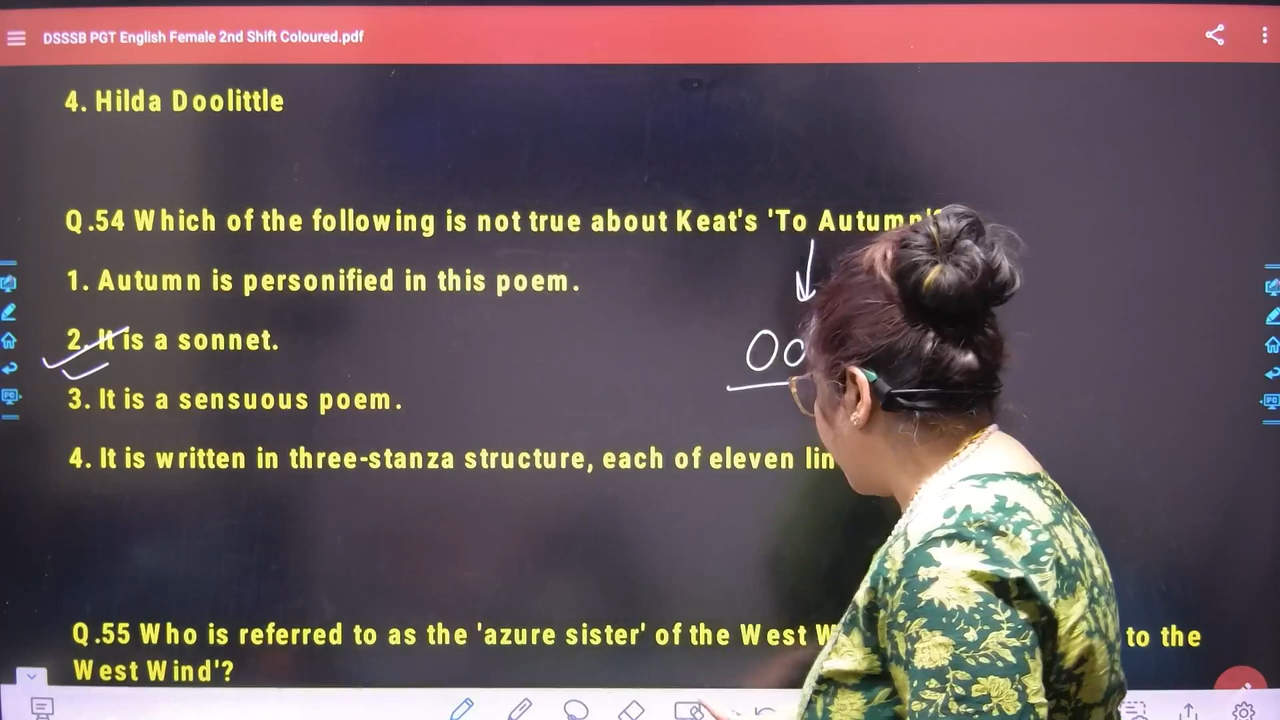 DSSSB PGT English Female 2nd Shift Coloured.pdf
4. Hilda Doolittle
Q.54 Which of the following is not true about Keat's 'To Autumn'?
1. Autumn is personified in this poem.
2. It is a sonnet.
3. It is a sensuous poem.
4. It is written in three-stanza structure, each of eleven
Q.55 Who is referred to as the 'azure sister' of the West to the
West Wind'?